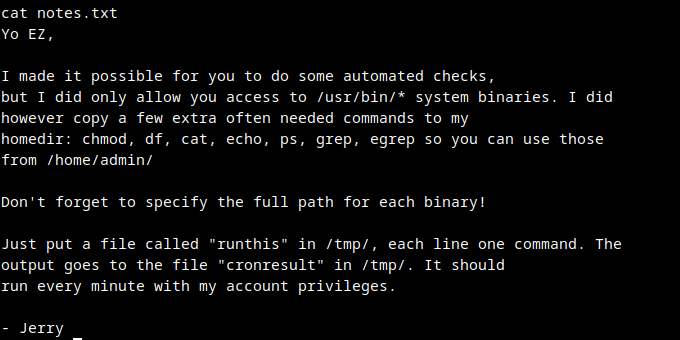 cat notes.txt
Yo EZ,
I made it possible for you to do some automated checks,
but I did only allow you access to /usr/bin/* system binaries. I did
however copy a few extra often needed commands to my
homedir: chmod, df, cat, echo, ps, grep, egrep so you can use those
from /home/admin/
Don't forget to specify the full path for each binary!
Just put a file called "runthis" in /tmp/, each line one command. The
output goes to the file "cronresult" in /tmp/. It should
run every minute with my account privileges.
- Jerry